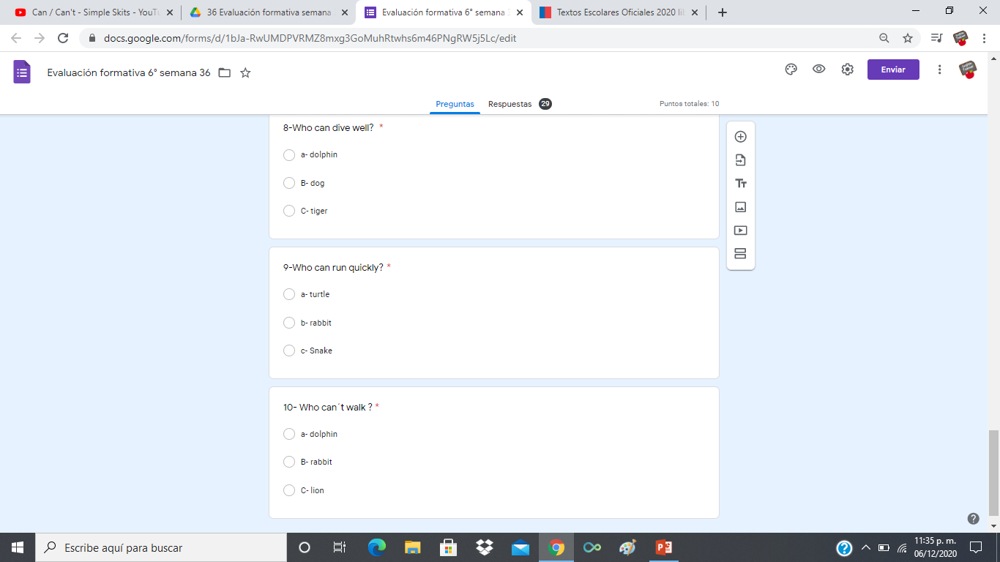 Can / Can't - Simple Skits - YouTu
36 Evaluación formativa semana
Evaluación formativa 6° semana
Textos Escolares Oficiales 2020 li
docs.google.com/forms/d/1bJa-RwUMDPVRMZ8mxg3GoMuhRtwhs6m46PNgRW5j5Lc/edit
Evaluación formativa 6° semana 36
Enviar
Preguntas
Respuestas 29
Puntos totales: 10
8-Who can dive well? *
a- dolphin
B- dog
C- tiger
9-Who can run quickly? *
a- turtle
b- rabbit
c- Snake
10- Who can´t walk ? *
a- dolphin
B- rabbit
C- lion
Escribe aquí para buscar
11:35 p. m.
06/12/2020